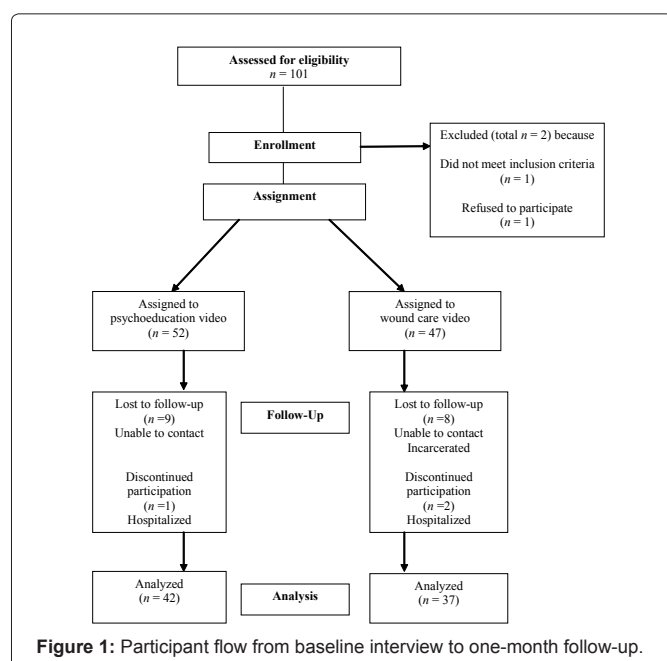 Assessed for eligibility
n = 101
Enrollment
Excluded (total n = 2) because
Did not meet inclusion criteria
(n = 1)
Refused to participate
(n = 1)
Assignment
Assigned to
psychoeducation video
(n = 52)
Assigned to
wound care video
(n = 47)
Lost to follow-up
(n =9)
Unable to contact
Discontinued
participation
(n =1)
Hospitalized
Follow-Up
Lost to follow-up
(n =8)
Unable to contact
Incarcerated
Discontinued
participation
(n =2)
Hospitalized
Analyzed
(n = 42)
Analysis
Analyzed
(n = 37)
Figure 1: Participant flow from baseline interview to one-month follow-up.